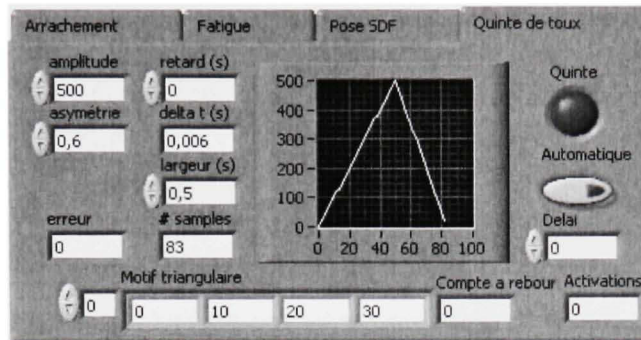 Arrachement Fatigue Pose SDF Quinte de toux
amplitude retard (s)
500 0
asymétrie delta t (s)
0,6 0,006
largeur (s)
0,5
erreur # samples
0 83
500
400
300
200
100
0
0 20 40 60 80 100
Quinte
Automatique
Delai
0
Motif triangulaire Compte a rebour Activations
0 0 10 20 30 0 0